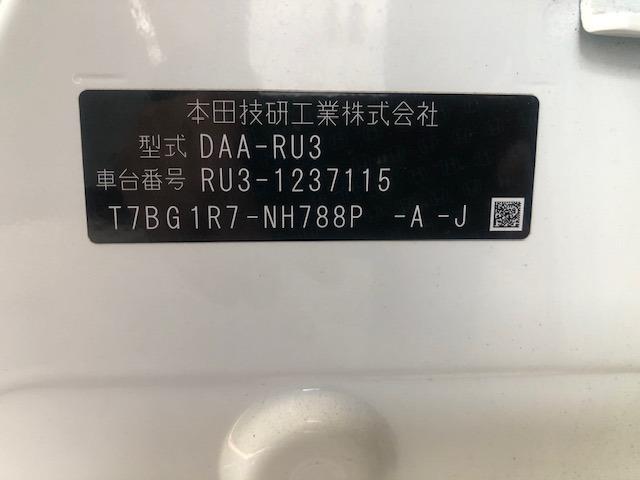 本田技研工業株式会社
型式 DAA-RU3
車台番号 RU3-1237115
T7BG1R7-NH788P -A-J